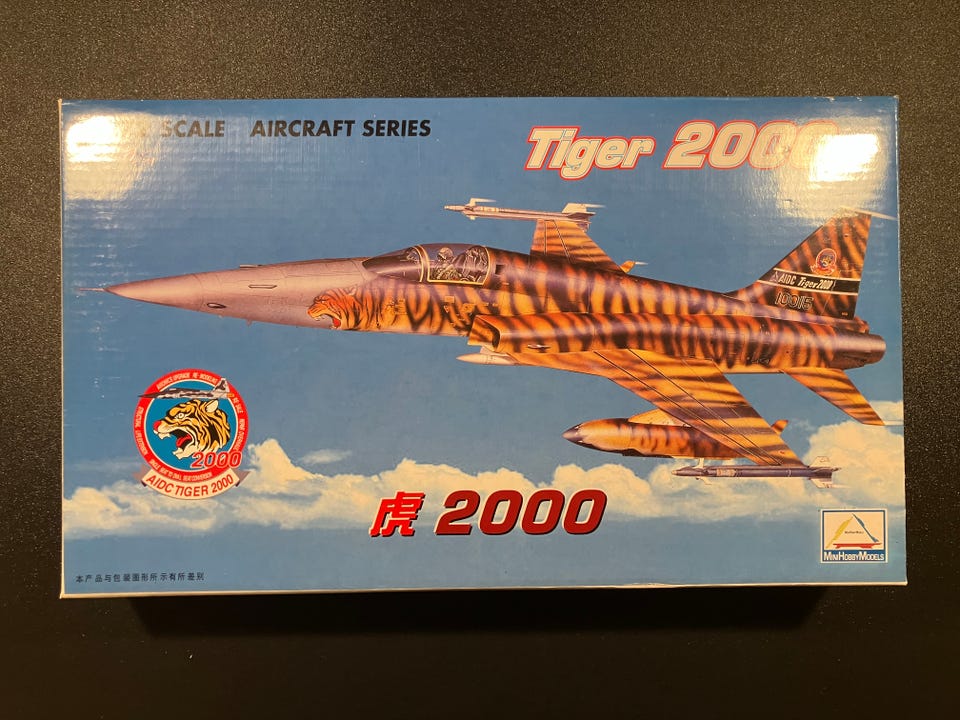 SCALE AIRCRAFT SERIES
Tiger 2000
AIDC Tiger 2000
10015
2000
AIDC TIGER 2000
虎 2000
MiniHobbyModels
本产品与包装图形所示有所差别